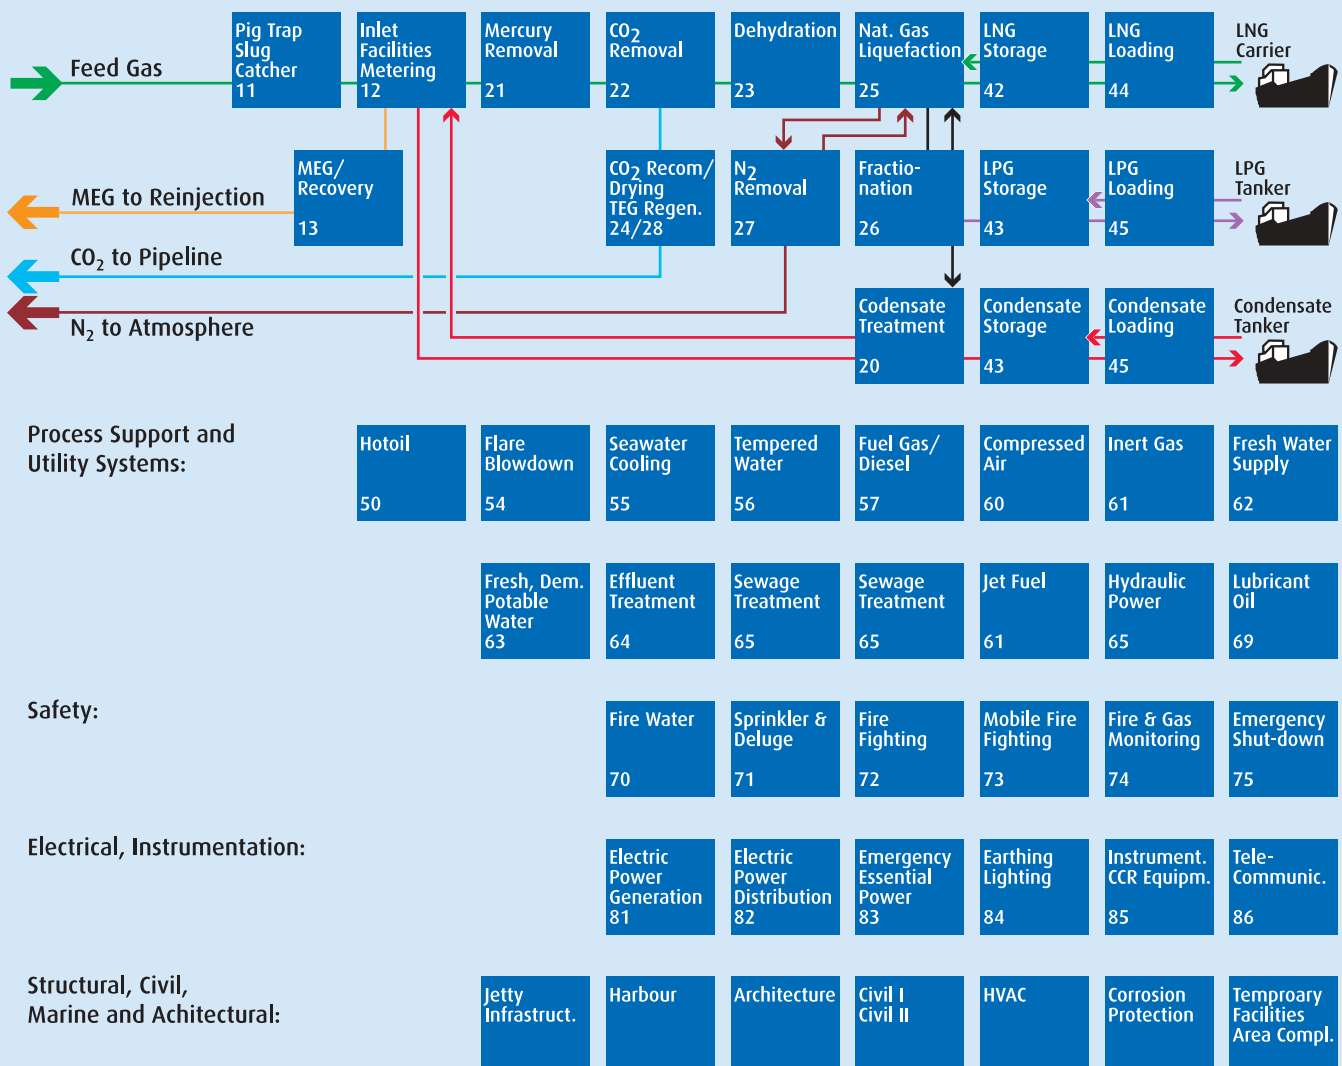 Pig Trap
Slug
Catcher
11
Inlet
Facilities
Metering
12
Mercury
Removal
21
CO2
Removal
22
Dehydration
23
Nat. Gas
Liquefaction
25
LNG
Storage
42
LNG
Loading
44
LNG
Carrier
Feed Gas
MEG/
Recovery
13
CO2 Recom/
Drying
TEG Regen.
24/28
N2
Removal
27
Fractio-
nation
26
LPG
Storage
43
LPG
Loading
45
LPG
Tanker
MEG to Reinjection
CO2 to Pipeline
N2 to Atmosphere
Codensate
Treatment
20
Condensate
Storage
43
Condensate
Loading
45
Condensate
Tanker
Process Support and
Utility Systems:
Hotoil
50
Flare
Blowdown
54
Seawater
Cooling
55
Tempered
Water
56
Fuel Gas/
Diesel
57
Compressed
Air
60
Inert Gas
61
Fresh Water
Supply
62
Fresh, Dem.
Potable
Water
63
Effluent
Treatment
64
Sewage
Treatment
65
Sewage
Treatment
65
Jet Fuel
61
Hydraulic
Power
65
Lubricant
Oil
69
Safety:
Fire Water
70
Sprinkler &
Deluge
71
Fire
Fighting
72
Mobile Fire
Fighting
73
Fire & Gas
Monitoring
74
Emergency
Shut-down
75
Electrical, Instrumentation:
Electric
Power
Generation
81
Electric
Power
Distribution
82
Emergency
Essential
Power
83
Earthing
Lighting
84
Instrument.
CCR Equipm.
85
Tele-
Communic.
86
Structural, Civil,
Marine and Achitectural:
Jetty
Infrastruct.
Harbour
Architecture
Civil I
Civil II
HVAC
Corrosion
Protection
Temproary
Facilities
Area Compl.